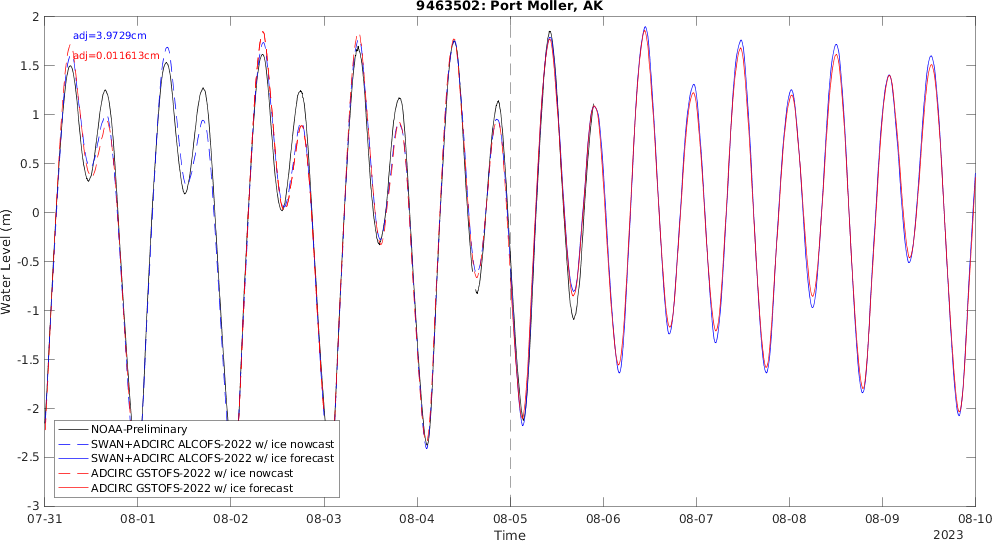 9463502: Port Moller, AK
adj=3.9729cm
adj=0.011613cm
Water Level (m)
2
1.5
1
0.5
0
-0.5
-1
-1.5
-2
-2.5
-3
NOAA-Preliminary
SWAN+ADCIRC ALCOFS-2022 w/ ice nowcast
SWAN+ADCIRC ALCOFS-2022 w/ ice forecast
ADCIRC GSTOFS-2022 w/ ice nowcast
ADCIRC GSTOFS-2022 w/ ice forecast
07-31 08-01 08-02 08-03 08-04 08-05 08-06 08-07 08-08 08-09 08-10
Time
2023